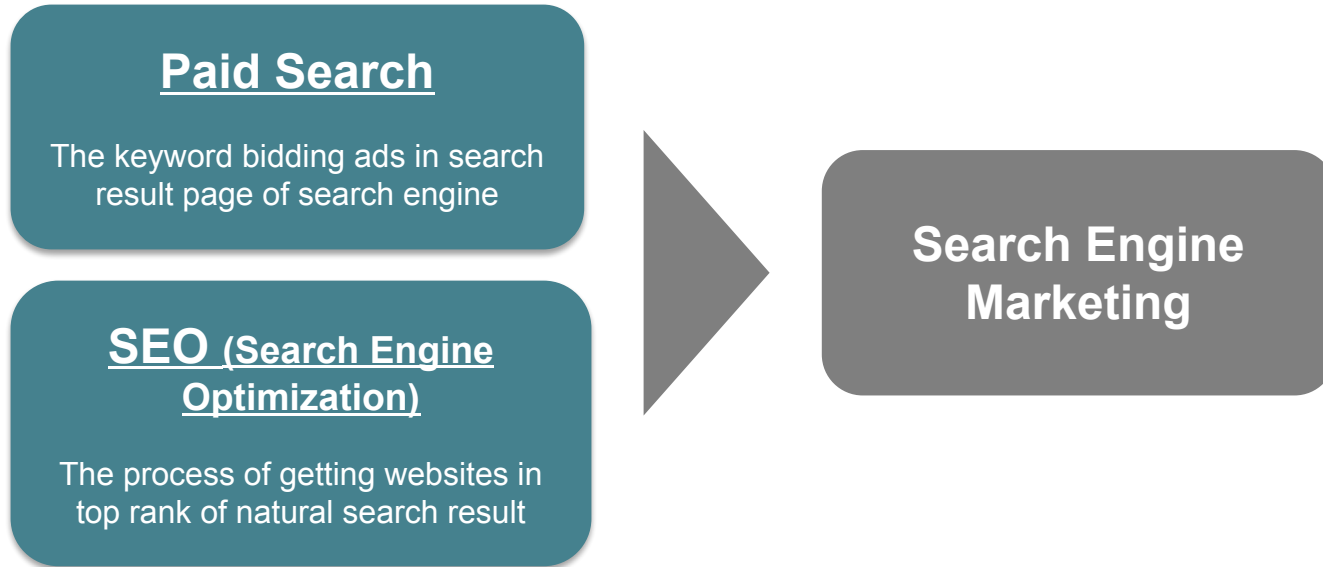 Paid Search
The keyword bidding ads in search
result page of search engine
SEO (Search Engine
Optimization)
The process of getting websites in
top rank of natural search result
Search Engine
Marketing